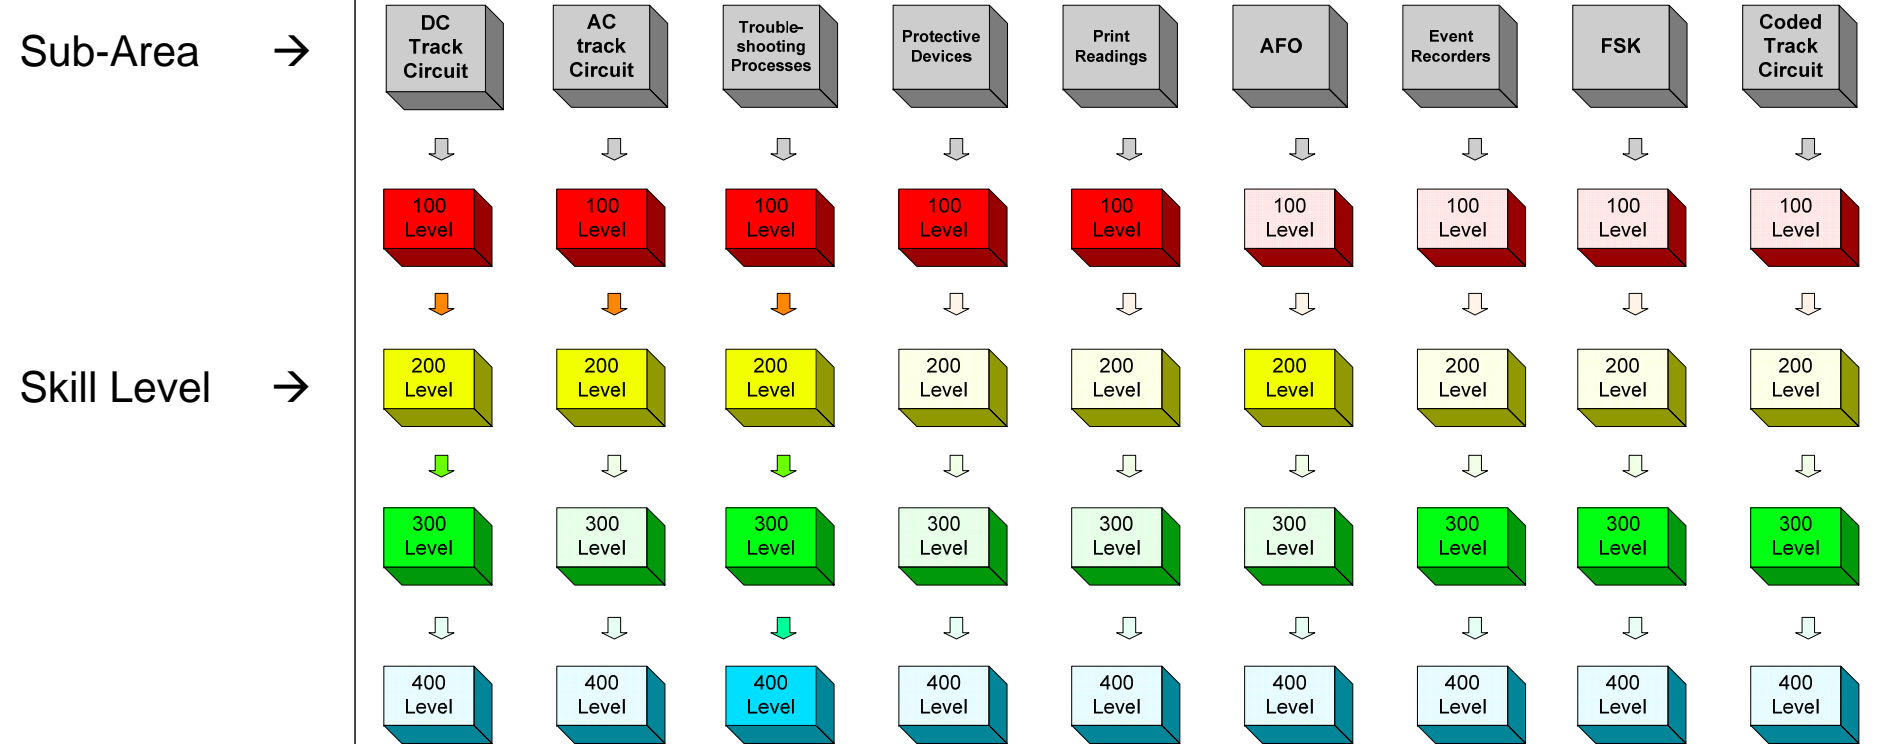 Sub-Area →
DC
Track
Circuit
AC
track
Circuit
Trouble-
shooting
Processes
Protective
Devices
Print
Readings
AFO
Event
Recorders
FSK
Coded
Track
Circuit
100
Level
100
Level
100
Level
100
Level
100
Level
100
Level
100
Level
100
Level
100
Level
Skill Level →
200
Level
200
Level
200
Level
200
Level
200
Level
200
Level
200
Level
200
Level
200
Level
300
Level
300
Level
300
Level
300
Level
300
Level
300
Level
300
Level
300
Level
300
Level
400
Level
400
Level
400
Level
400
Level
400
Level
400
Level
400
Level
400
Level
400
Level